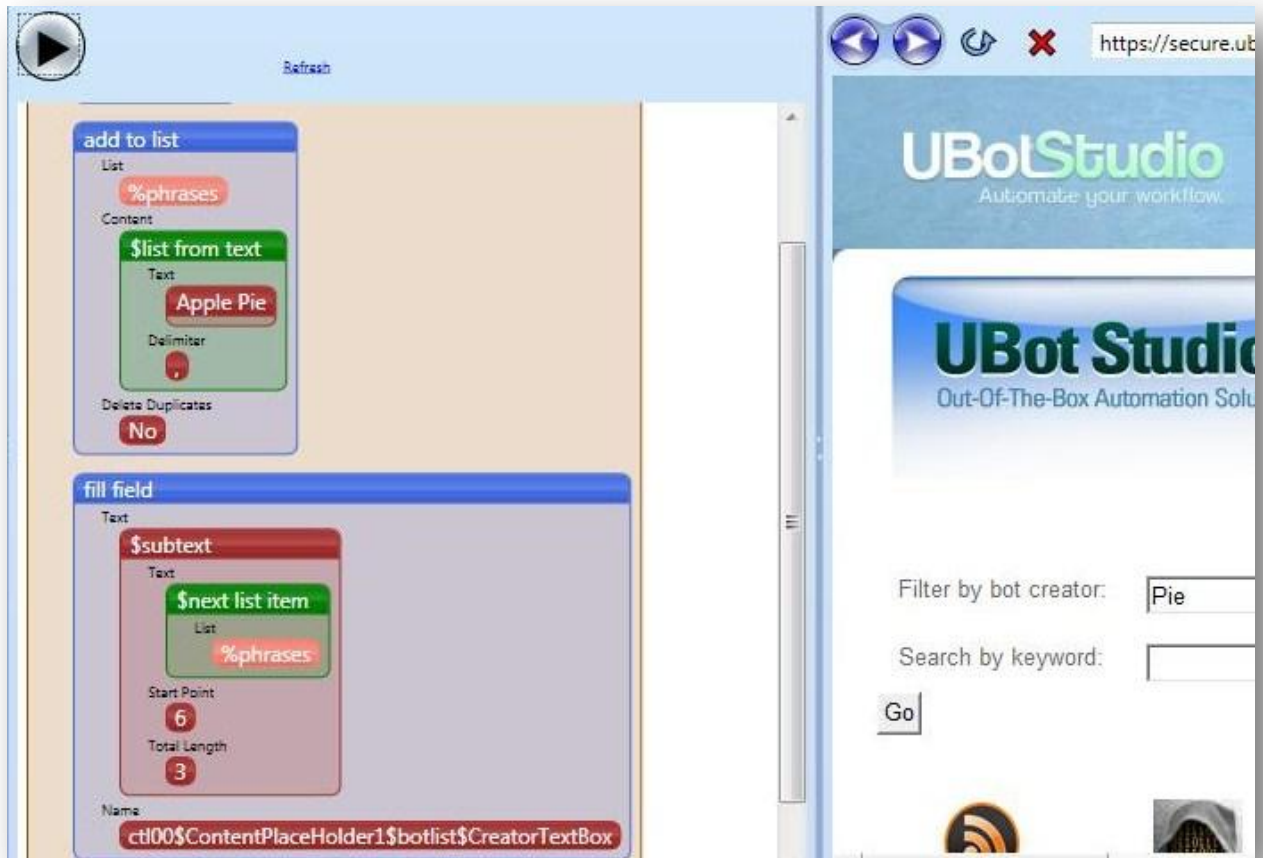 Refresh
add to list
List
%phrases
Content
$list from text
Text
Apple Pie
Delimiter
,
Delete Duplicates
No
fill field
Text
$subtext
Text
$next list item
List
%phrases
Start Point
6
Total Length
3
Name
ctl00$ContentPlaceHolder1$botlist$CreatorTextBox
https://secure.ub
UBotStudio
Automate your workflow.
UBot Studio
Out-Of-The-Box Automation Solu
Filter by bot creator:
Pie
Search by keyword:
Go